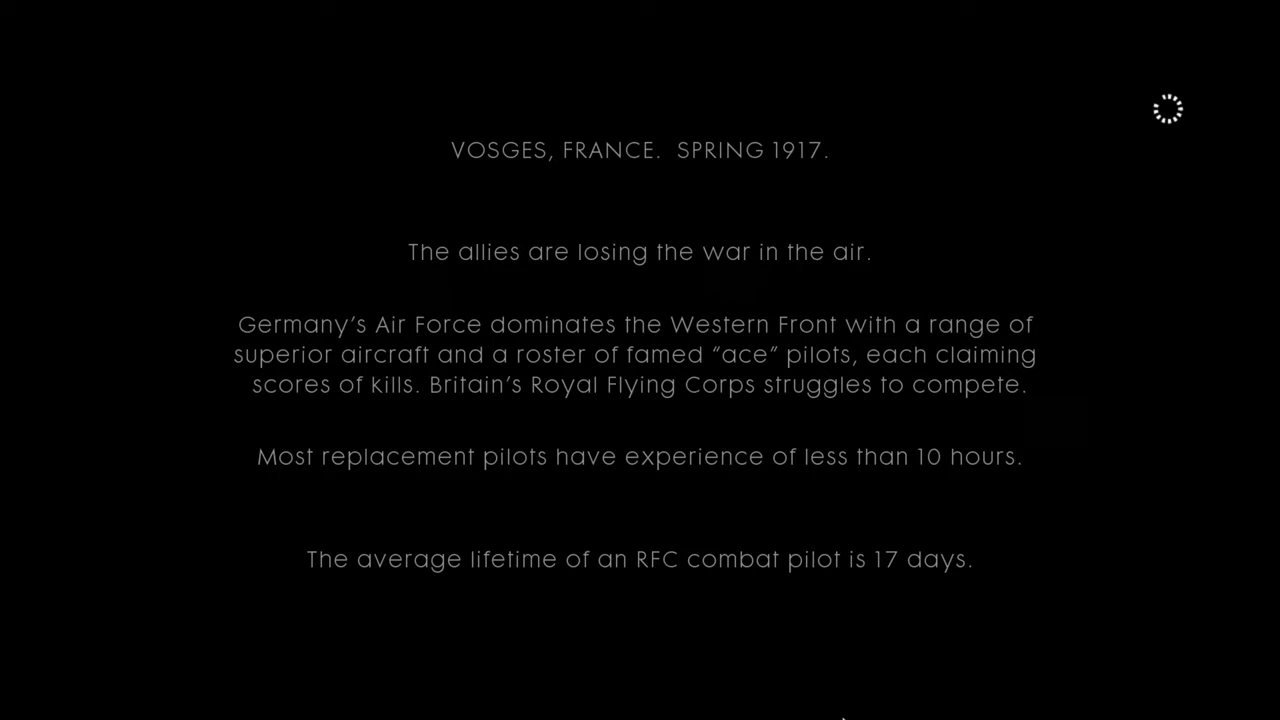 VOSGES, FRANCE. SPRING 1917.
The allies are losing the war in the air.
Germany’s Air Force dominates the Western Front with a range of
superior aircraft and a roster of famed “ace” pilots, each claiming
scores of kills. Britain’s Royal Flying Corps struggles to compete.
Most replacement pilots have experience of less than 10 hours.
The average lifetime of an RFC combat pilot is 17 days.